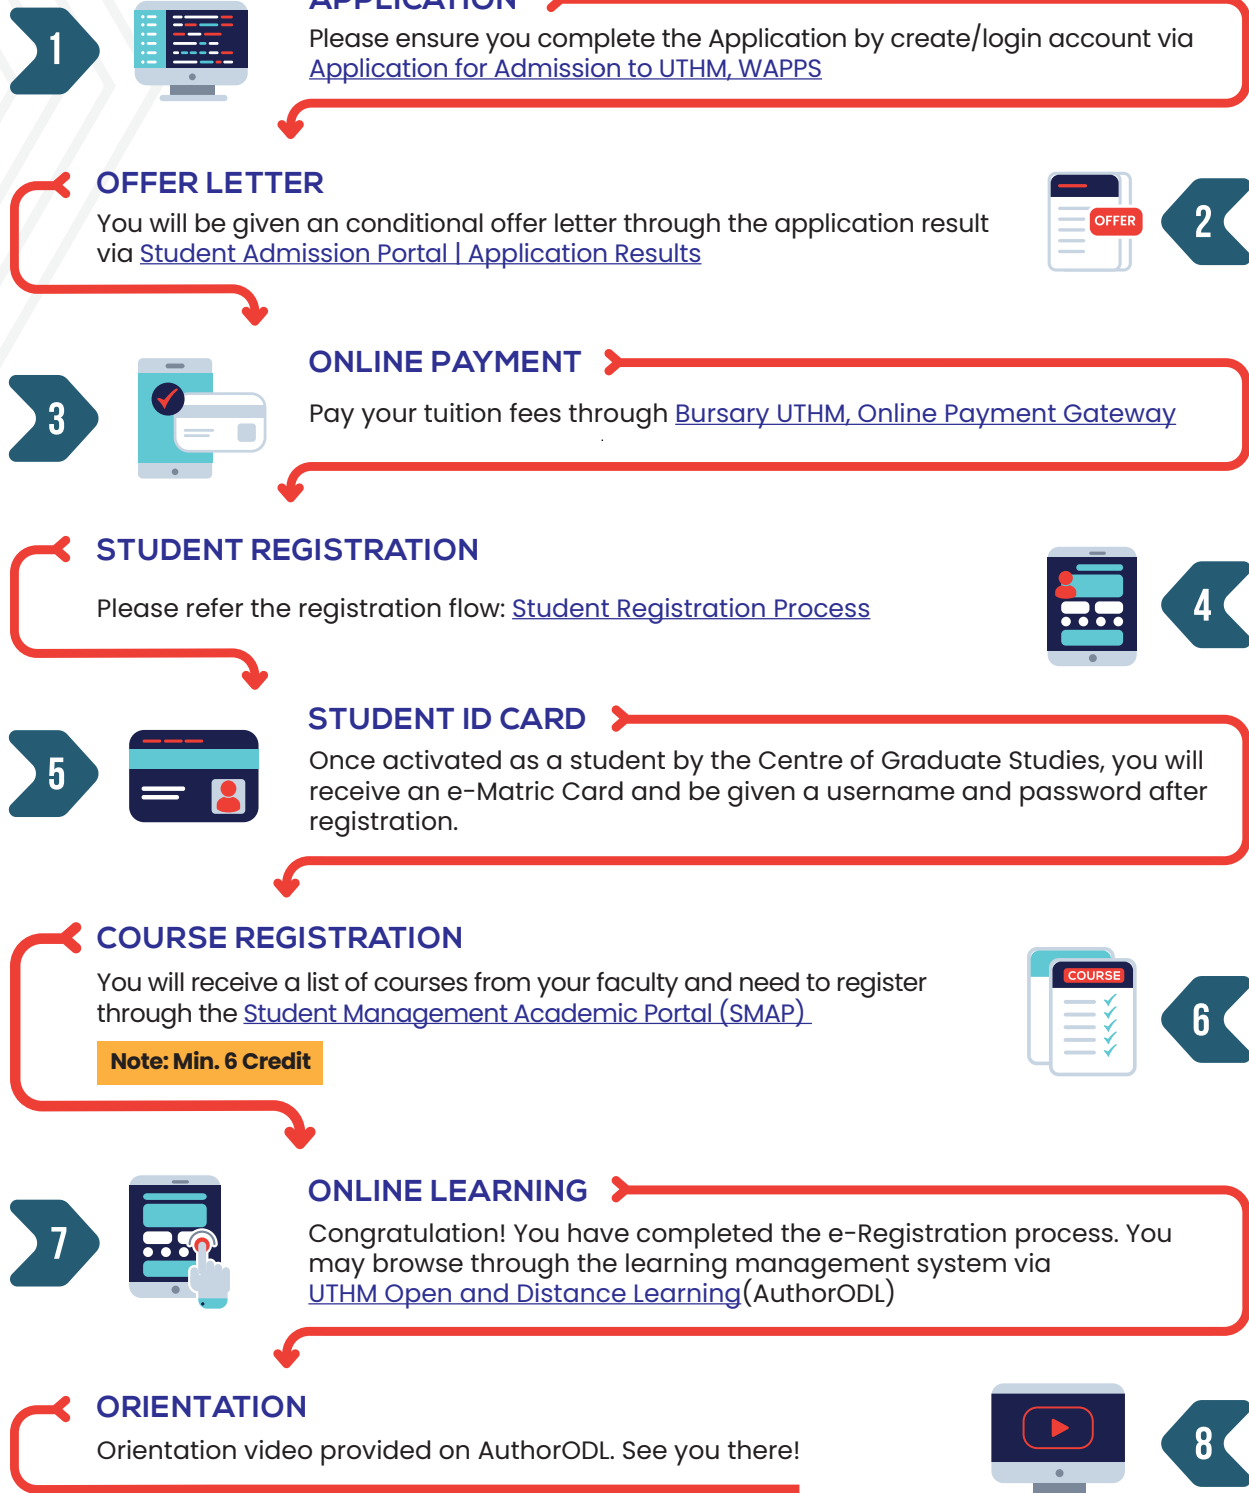 APPLICATION
1
Please ensure you complete the Application by create/login account via
Application for Admission to UTHM, WAPPS
OFFER LETTER
You will be given an conditional offer letter through the application result
via Student Admission Portal | Application Results
OFFER
2
ONLINE PAYMENT
3
Pay your tuition fees through Bursary UTHM, Online Payment Gateway
STUDENT REGISTRATION
Please refer the registration flow: Student Registration Process
4
STUDENT ID CARD
5
Once activated as a student by the Centre of Graduate Studies, you will
receive an e-Matric Card and be given a username and password after
registration.
COURSE REGISTRATION
You will receive a list of courses from your faculty and need to register
through the Student Management Academic Portal (SMAP)
Note: Min. 6 Credit
COURSE
6
ONLINE LEARNING
7
Congratulation! You have completed the e-Registration process. You
may browse through the learning management system via
UTHM Open and Distance Learning(AuthorODL)
ORIENTATION
Orientation video provided on AuthorODL. See you there!
8